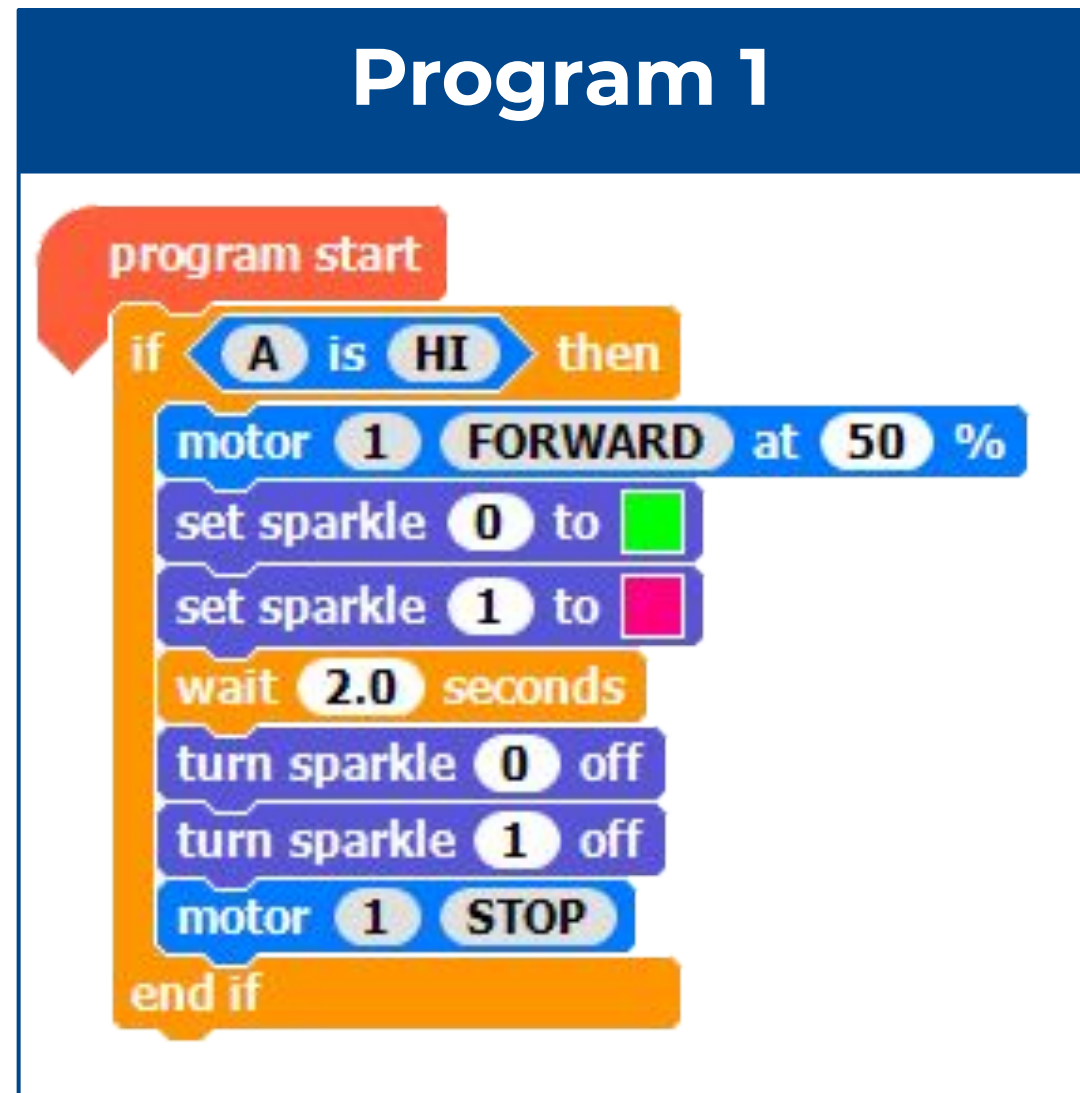 Program 1
program start
if A is HI then
motor 1 FORWARD at 50 %
set sparkle 0 to
set sparkle 1 to
wait 2.0 seconds
turn sparkle 0 off
turn sparkle 1 off
motor 1 STOP
end if